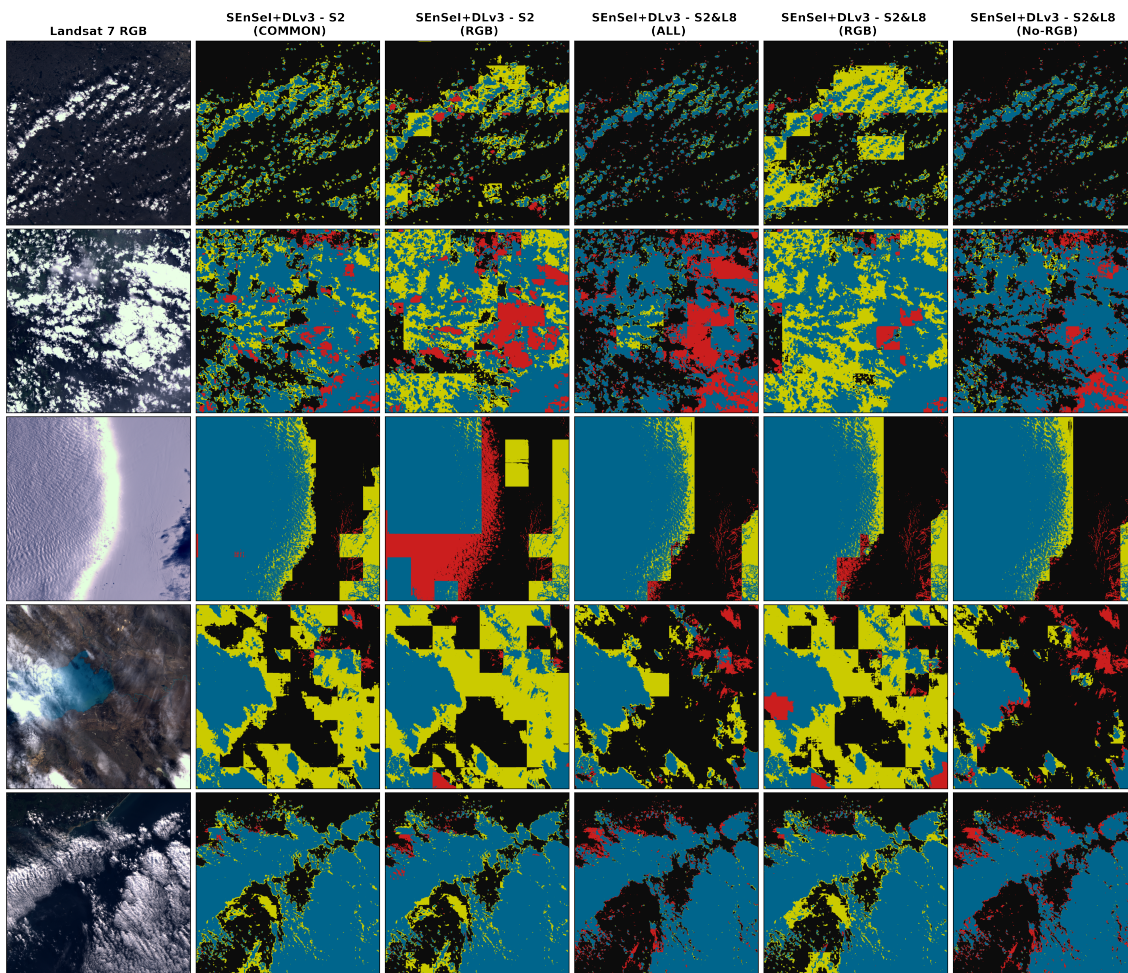 Landsat 7 RGB
SEnSeI+DLv3 - S2
(COMMON)
SEnSeI+DLv3 - S2
(RGB)
SEnSeI+DLv3 - S2&L8
(ALL)
SEnSeI+DLv3 - S2&L8
(RGB)
SEnSeI+DLv3 - S2&L8
(No-RGB)